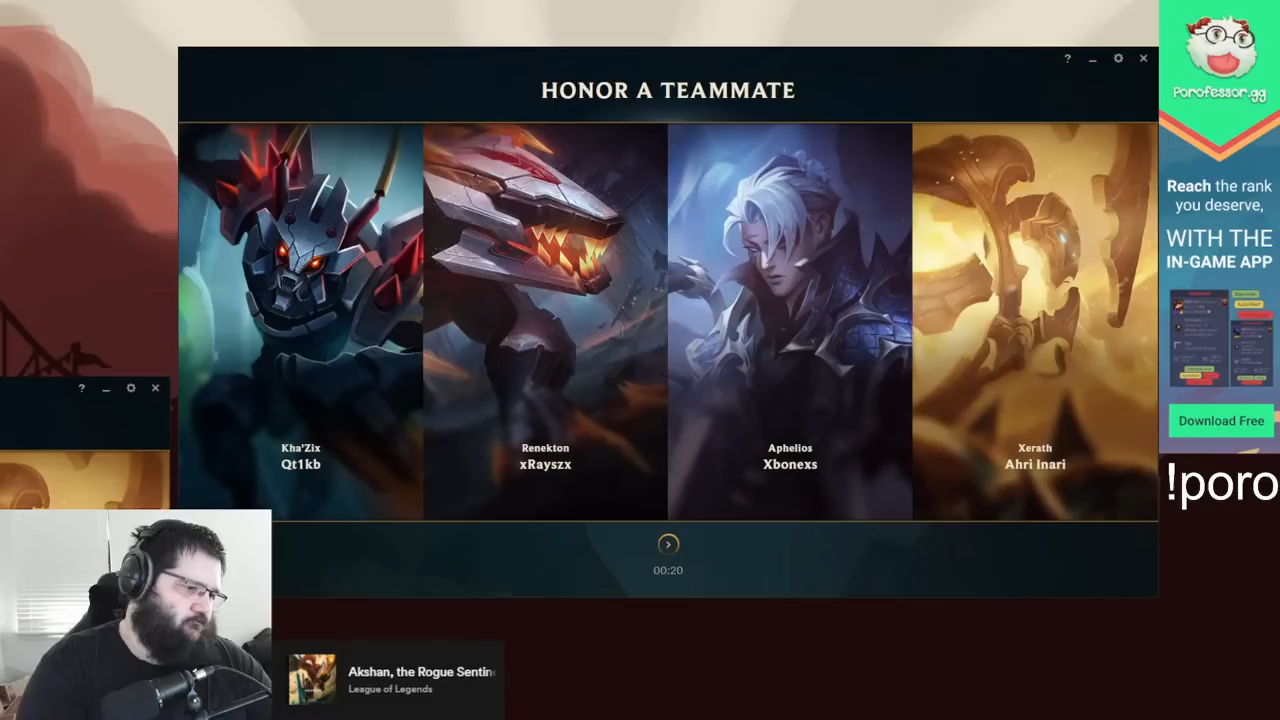 ? _ ✕
HONOR A TEAMMATE
Kha'Zix
Qt1kb
Renekton
xRayszx
Aphelios
Xbonexs
Xerath
Ahri Inari
00:20
? _ ✕
Akshan, the Rogue Sentin
League of Legends
Porofessor.gg
Reach the rank
you deserve,
WITH THE
IN-GAME APP
Download Free
!poro